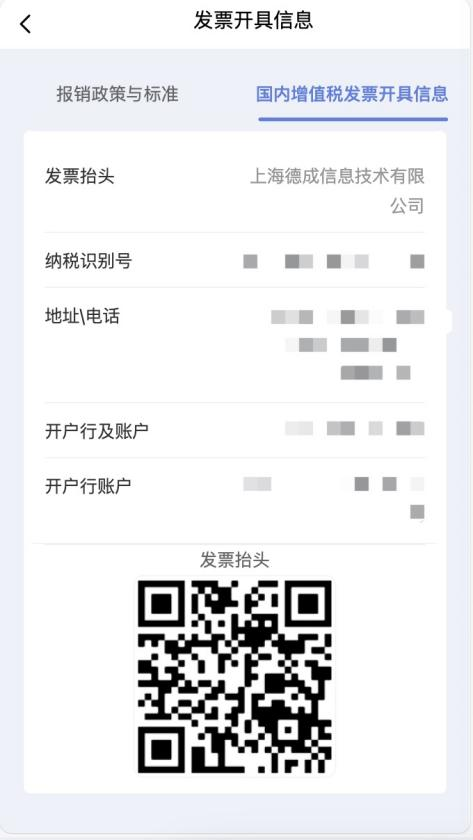 发票开具信息
报销政策与标准
国内增值税发票开具信息
发票抬头
上海德成信息技术有限
公司
纳税识别号
地址\电话
开户行及账户
开户行账户
发票抬头